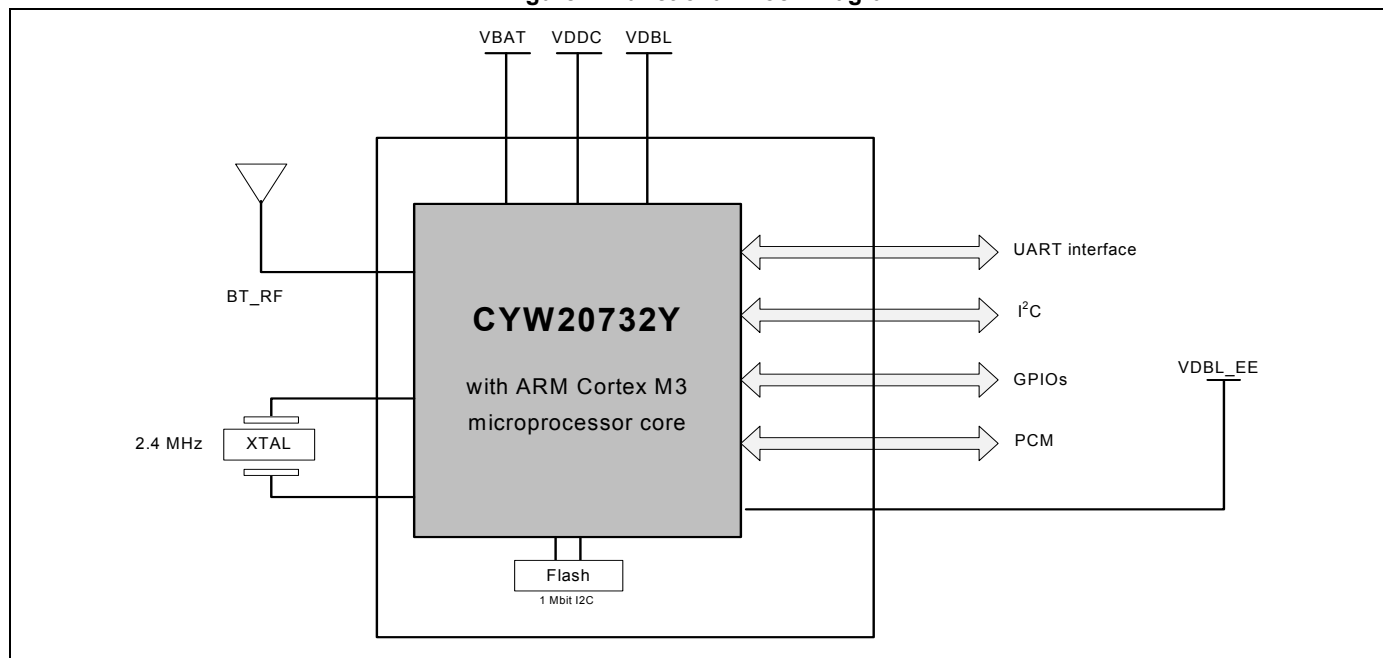 VBAT VDDC VDBL
BT_RF
UART interface
I²C
CYW20732Y
with ARM Cortex M3
microprocessor core
GPIOs
VDBL_EE
2.4 MHz
XTAL
PCM
Flash
1 Mbit I2C